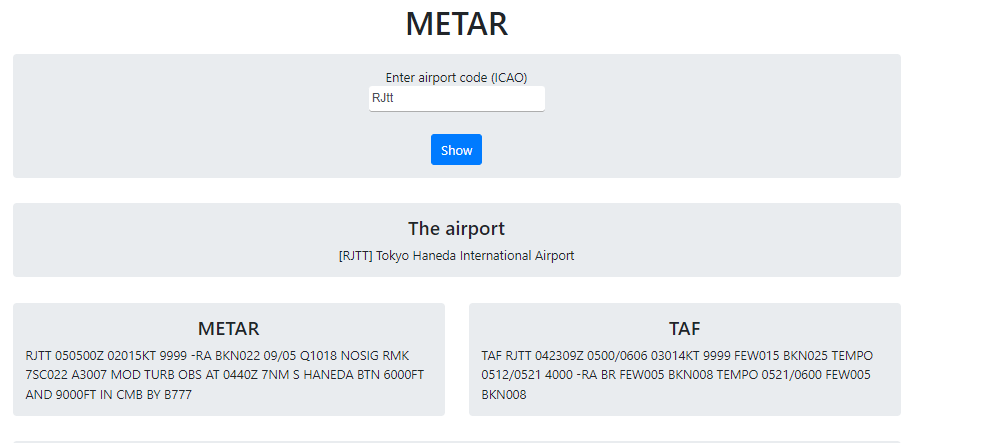 METAR
Enter airport code (ICAO)
RJtt
Show
The airport
[RJTT] Tokyo Haneda International Airport
METAR
RJTT 050500Z 02015KT 9999 -RA BKN022 09/05 Q1018 NOSIG RMK
7SC022 A3007 MOD TURB OBS AT 0440Z 7NM S HANEDA BTN 6000FT
AND 9000FT IN CMB BY B777
TAF
TAF RJTT 042309Z 0500/0606 03014KT 9999 FEW015 BKN025 TEMPO
0512/0521 4000 -RA BR FEW005 BKN008 TEMPO 0521/0600 FEW005
BKN008